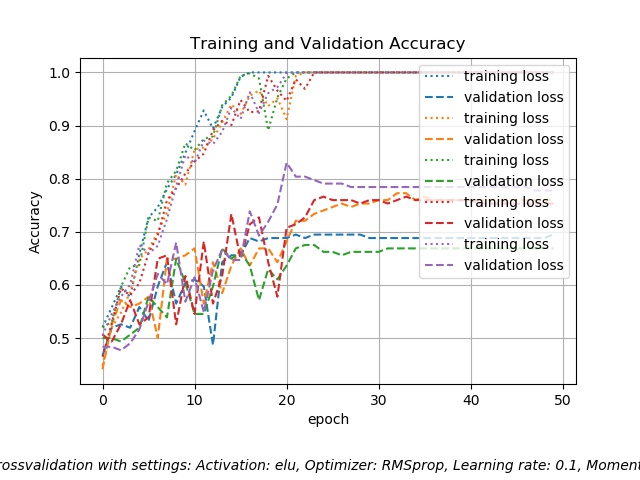 Training and Validation Accuracy
1.0
0.9
0.8
0.7
0.6
0.5
Accuracy
training loss
validation loss
training loss
validation loss
training loss
validation loss
training loss
validation loss
training loss
validation loss
0 10 20 30 40 50
epoch
rossvalidation with settings: Activation: elu, Optimizer: RMSprop, Learning rate: 0.1, Moment